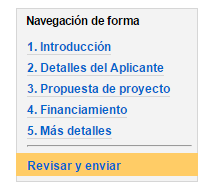 Navegación de forma
1. Introducción
2. Detalles del Aplicante
3. Propuesta de proyecto
4. Financiamiento
5. Más detalles
Revisar y enviar